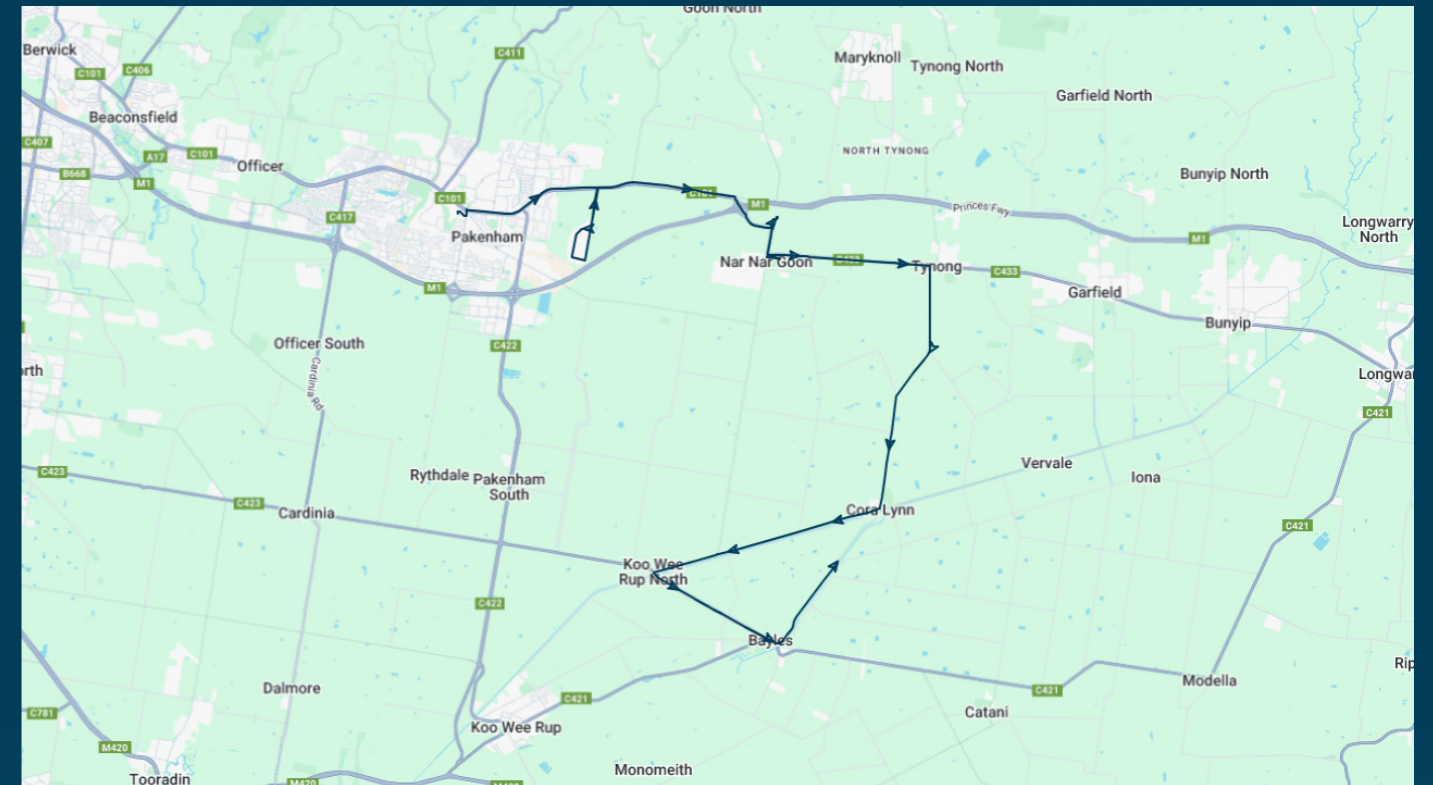 Goon North
Berwick
C411
Maryknoll
Tynong North
C101
C406
Garfield North
Beaconsfield
C407
A17
C101
Officer
NORTH TYNONG
B668
M1
Bunyip North
C101
C101
M1
Princes Fwy
C417
Longwarry
North
Pakenham
M1
Nar Nar Goon
Tynong
C433
M1
Garfield
Bunyip
Officer South
C422
orth
Cardinia Rd
Longwar
C421
C423
Vervale
Rythdale
Pakenham
South
Iona
C423
Cardinia
Cora Lynn
C421
Koo Wee
Rup North
C422
Bayles
Rip
Modella
Dalmore
C421
C421
C781
Koo Wee Rup
Catani
M420
Monomeith
Tooradin
M420